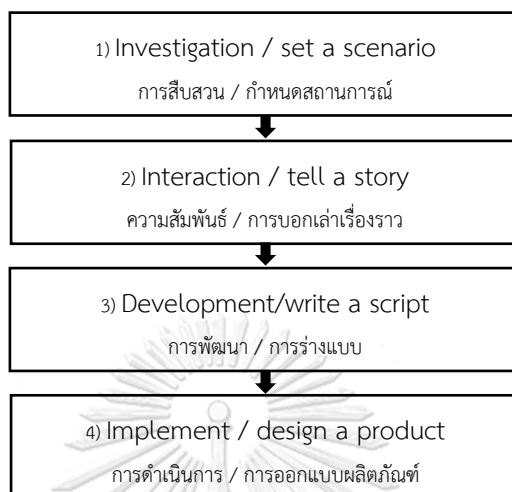 1) Investigation / set a scenario
การสืบสวน / กำหนดสถานการณ์
2) Interaction / tell a story
ความสัมพันธ์ / การบอกเล่าเรื่องราว
3) Development/write a script
การพัฒนา / การร่างแบบ
4) Implement / design a product
การดำเนินการ / การออกแบบผลิตภัณฑ์